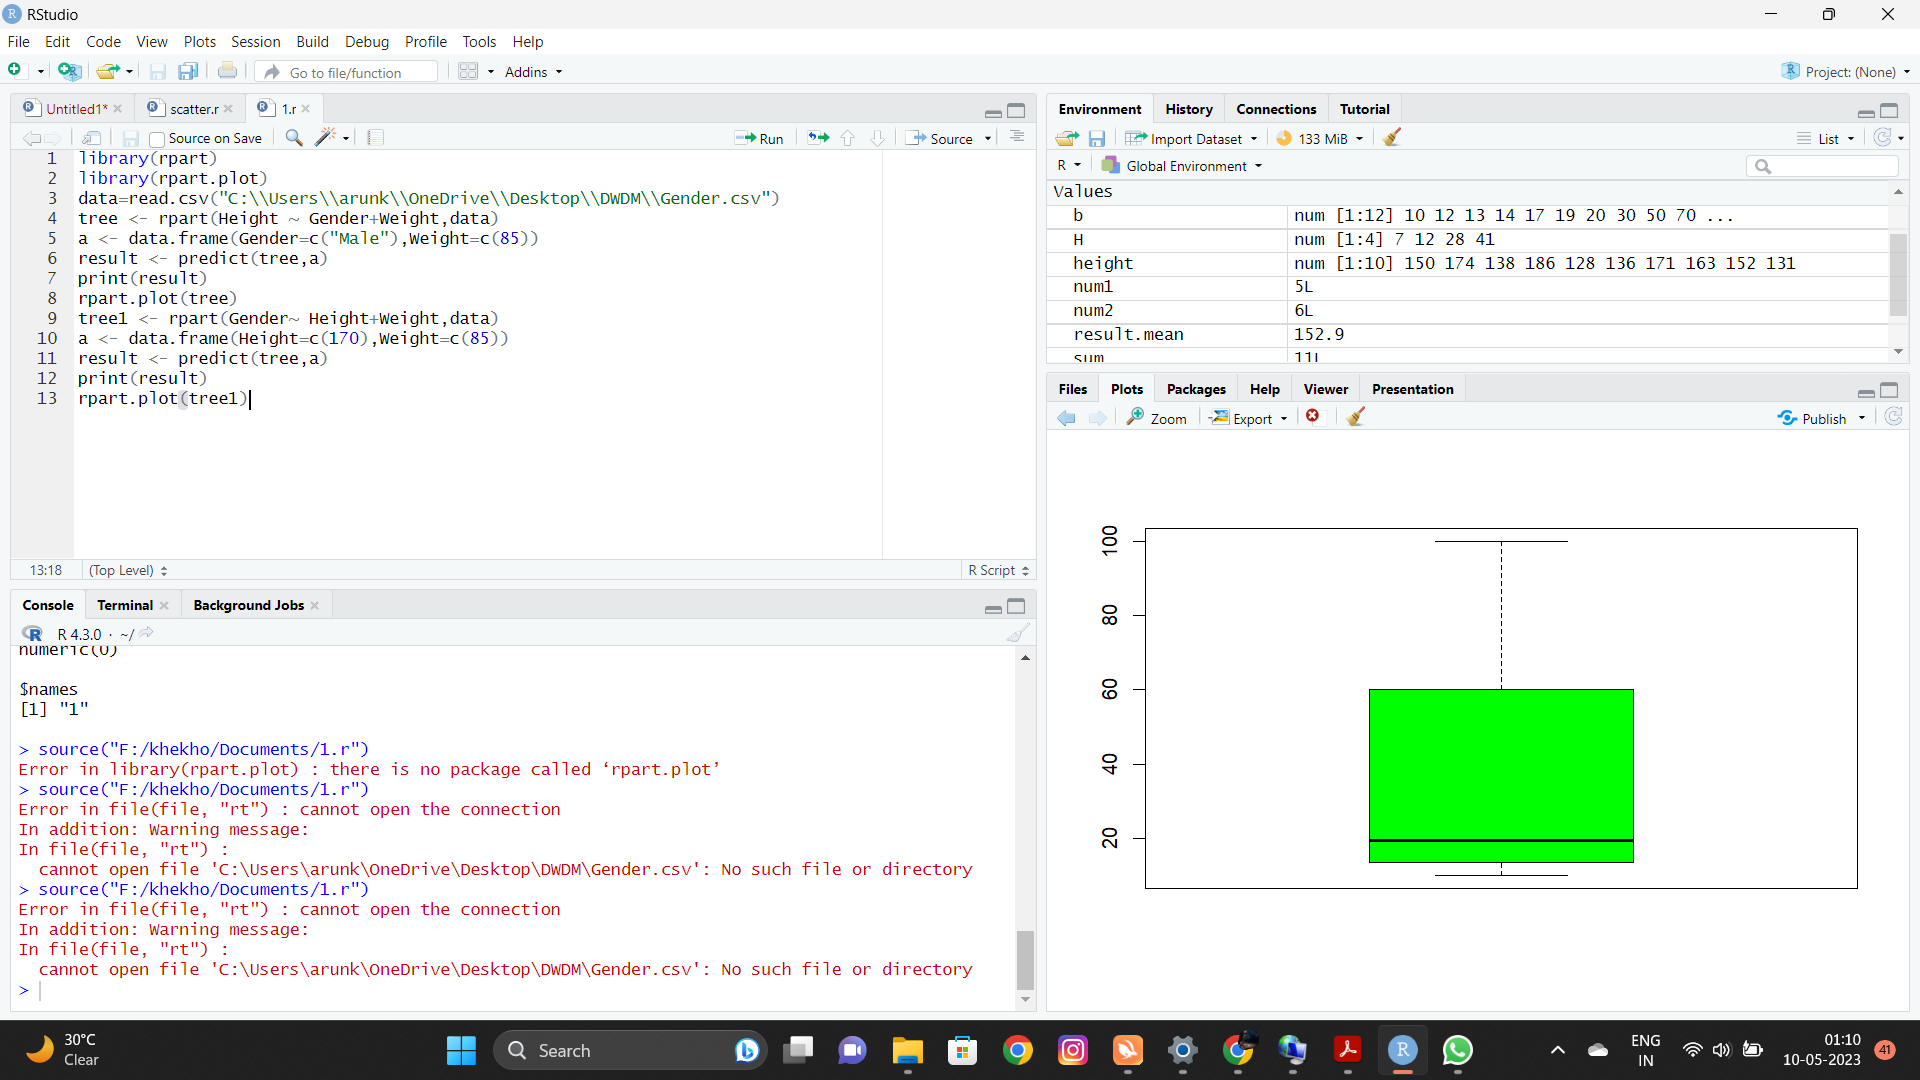 RStudio
File Edit Code View Plots Session Build Debug Profile Tools Help
Go to file/function Addins Project: (None)
Untitled1* scatter.r 1.r
Source on Save Run Source
1 library(rpart)
2 library(rpart.plot)
3 data=read.csv("C:\\Users\\arunk\\OneDrive\\Desktop\\DWDM\\Gender.csv")
4 tree <- rpart(Height ~ Gender+Weight,data)
5 a <- data.frame(Gender=c("Male"),Weight=c(85))
6 result <- predict(tree,a)
7 print(result)
8 rpart.plot(tree)
9 tree1 <- rpart(Gender~ Height+Weight,data)
10 a <- data.frame(Height=c(170),Weight=c(85))
11 result <- predict(tree,a)
12 print(result)
13 rpart.plot(tree1)
13:18 (Top Level) R Script
Console Terminal Background Jobs
R 4.3.0 · ~/
numeric(0)
$names
[1] "1"
> source("F:/khekho/Documents/1.r")
Error in library(rpart.plot) : there is no package called ‘rpart.plot’
> source("F:/khekho/Documents/1.r")
Error in file(file, "rt") : cannot open the connection
In addition: Warning message:
In file(file, "rt") :
cannot open file 'C:\Users\arunk\OneDrive\Desktop\DWDM\Gender.csv': No such file or directory
> source("F:/khekho/Documents/1.r")
Error in file(file, "rt") : cannot open the connection
In addition: Warning message:
In file(file, "rt") :
cannot open file 'C:\Users\arunk\OneDrive\Desktop\DWDM\Gender.csv': No such file or directory
>
Environment History Connections Tutorial
Import Dataset 133 MiB List
R Global Environment
Values
b num [1:12] 10 12 13 14 17 19 20 30 50 70 ...
H num [1:4] 7 12 28 41
height num [1:10] 150 174 138 186 128 136 171 163 152 131
num1 5L
num2 6L
result.mean 152.9
sum 11L
Files Plots Packages Help Viewer Presentation
Zoom Export Publish
100
80
60
40
20
30°C
Clear
Search
ENG
IN
01:10
10-05-2023
41